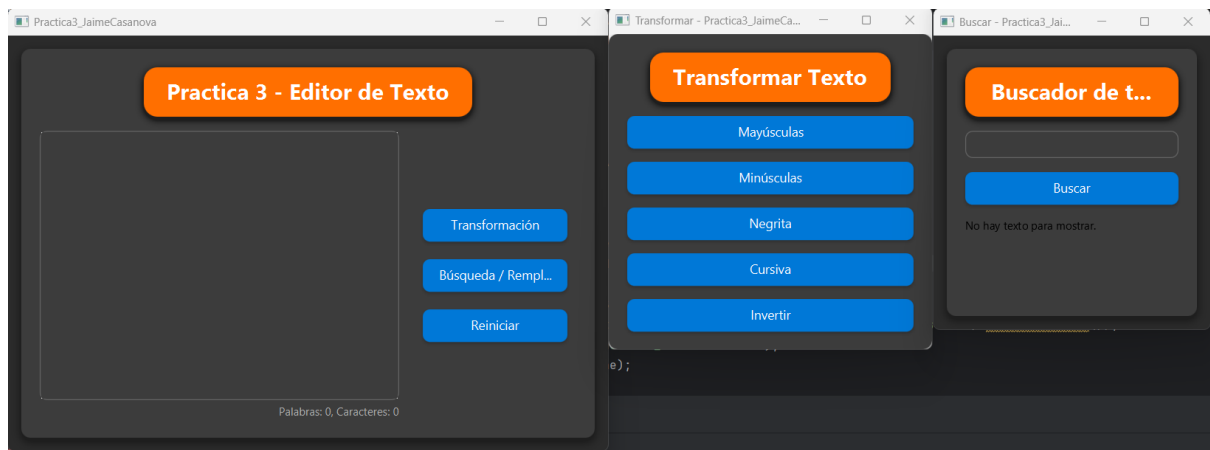 Practica3_JaimeCasanova
Practica 3 - Editor de Texto
Transformación
Búsqueda / Rempl...
Reiniciar
Palabras: 0, Caracteres: 0
Transformar - Practica3_JaimeCa...
Transformar Texto
Mayúsculas
Minúsculas
Negrita
Cursiva
Invertir
e);
Buscar - Practica3_Jai...
Buscador de t...
Buscar
No hay texto para mostrar.